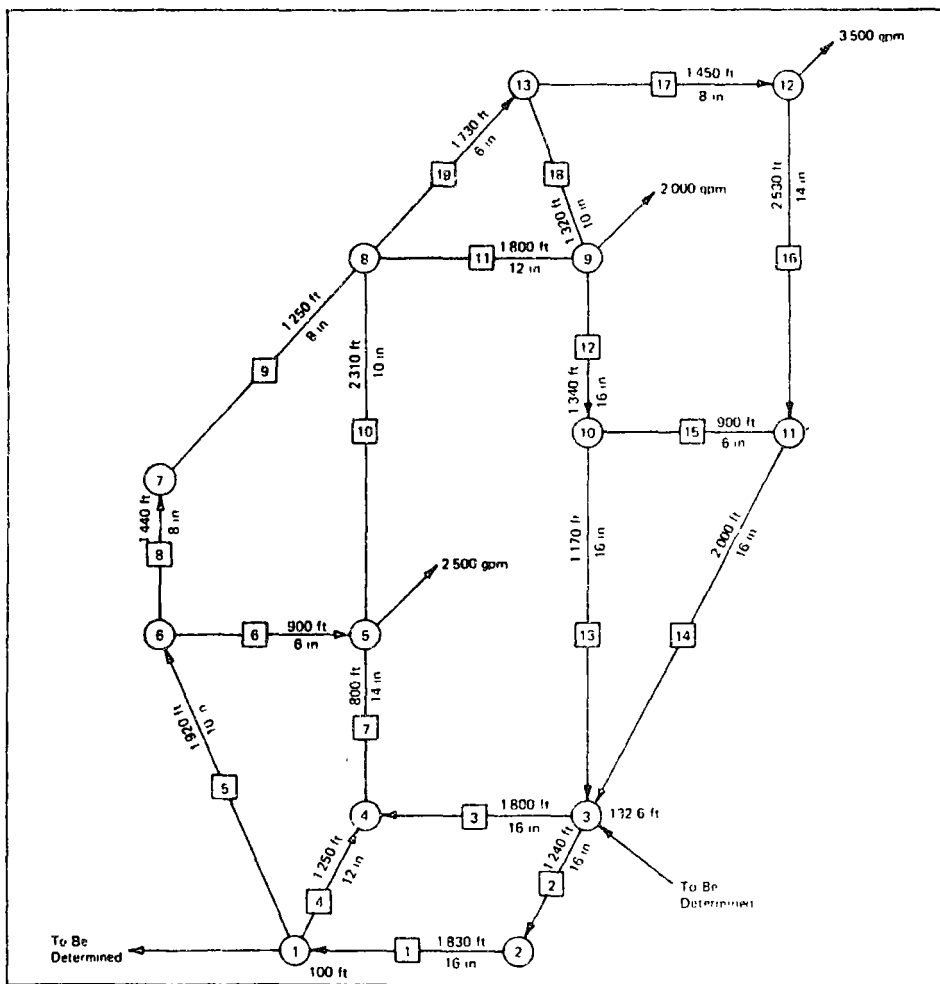 3 500 gpm
13
17
1 450 ft
8 in
12
1 730 ft
6 in
19
18
1 320 ft
10 in
2 530 ft
14 in
16
2 000 gpm
8
11
1 800 ft
12 in
9
1 250 ft
8 in
9
2 310 ft
10 in
10
12
1 340 ft
16 in
10
15
900 ft
6 in
11
7
1 440 ft
8 in
8
1 170 ft
16 in
13
2 000 ft
16 in
14
2 500 gpm
6
6
900 ft
6 in
5
800 ft
14 in
7
1 920 ft
5
4
3
1 800 ft
16 in
3
132 6 ft
1 250 ft
12 in
4
1 240 ft
16 in
2
To Be
Determined
To Be
Determined
1
100 ft
1
1 830 ft
16 in
2